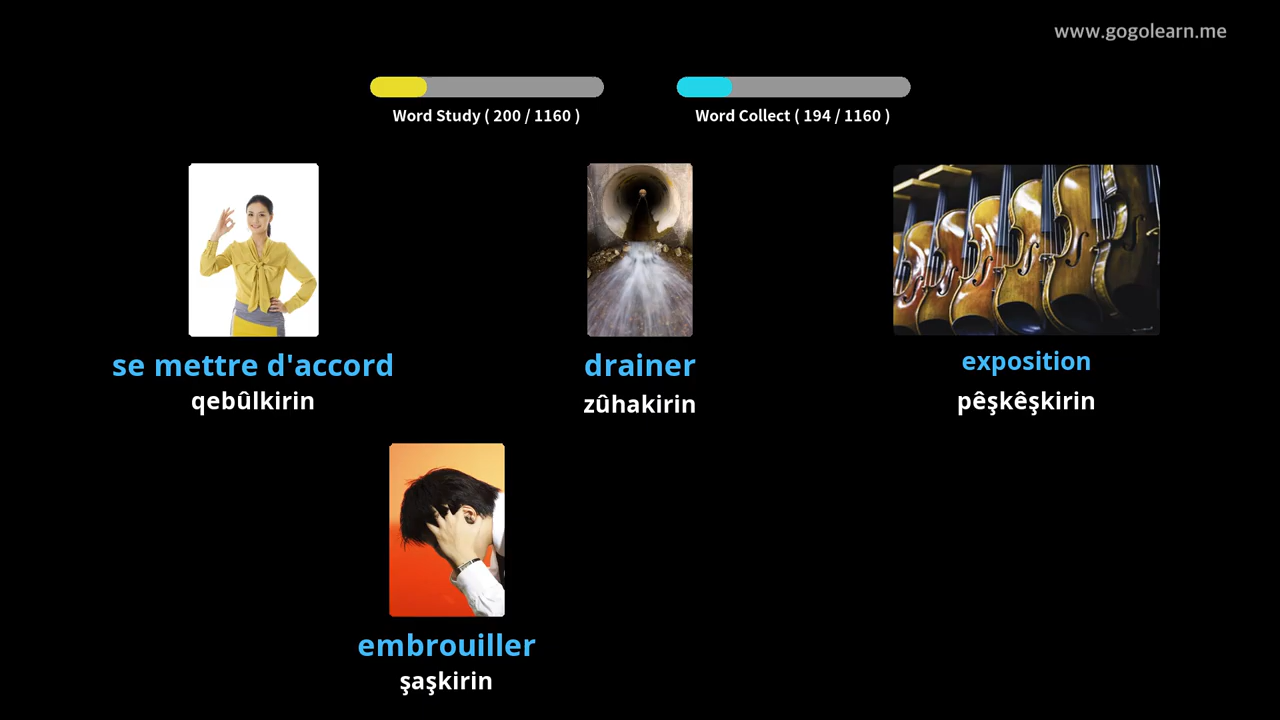 www.gogolearn.me
Word Study ( 200 / 1160 )
Word Collect ( 194 / 1160 )
se mettre d'accord
qebûlkirin
drainer
zûhakirin
exposition
pêşkêşkirin
embrouiller
şaşkirin